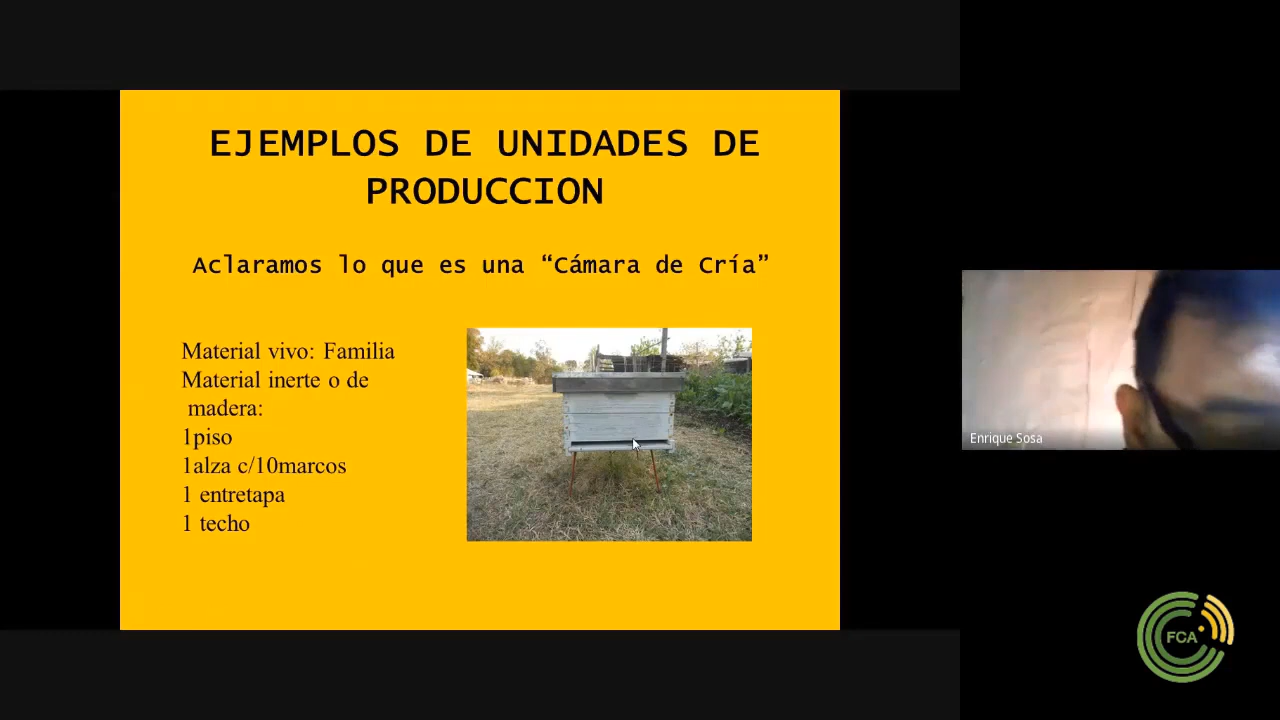 EJEMPLOS DE UNIDADES DE
PRODUCCION
Aclaramos lo que es una “Cámara de Cría”
Material vivo: Familia
Material inerte o de
madera:
1piso
1alza c/10marcos
1 entretapa
1 techo
Enrique Sosa
FCA